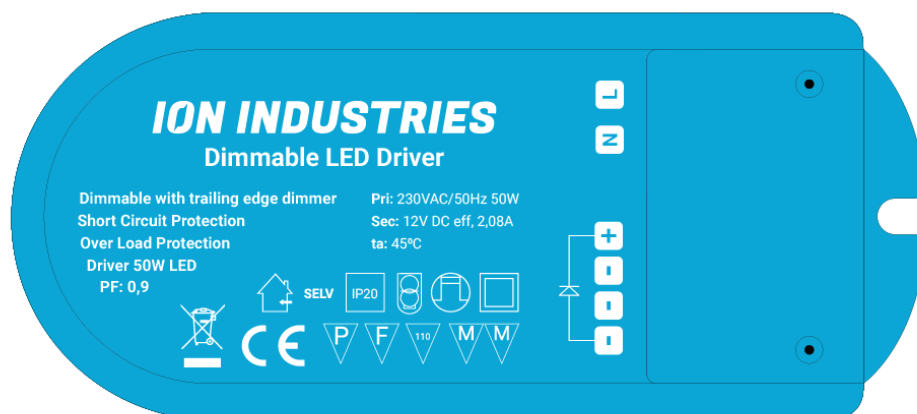 ION INDUSTRIES
Dimmable LED Driver
Dimmable with trailing edge dimmer
Short Circuit Protection
Over Load Protection
Driver 50W LED
PF: 0,9
Pri: 230VAC/50Hz 50W
Sec: 12V DC eff, 2,08A
ta: 45ºC
SELV IP20
CE P F 110 M M
L
N
+
-
-
-